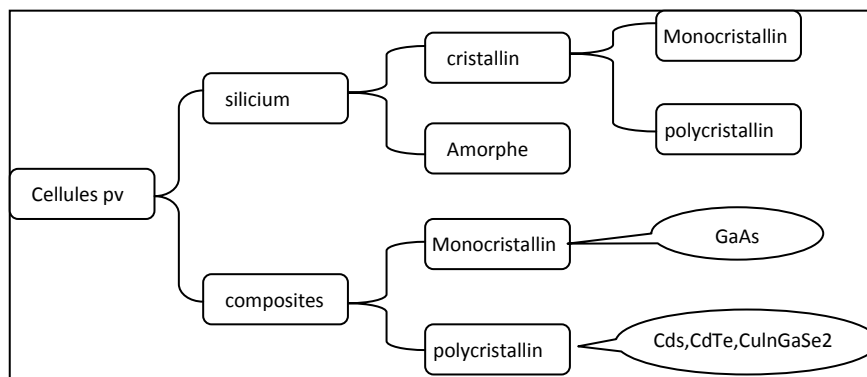 Monocristallin
cristallin
silicium
polycristallin
Amorphe
Cellules pv
GaAs
Monocristallin
composites
Cds,CdTe,CuInGaSe2
polycristallin